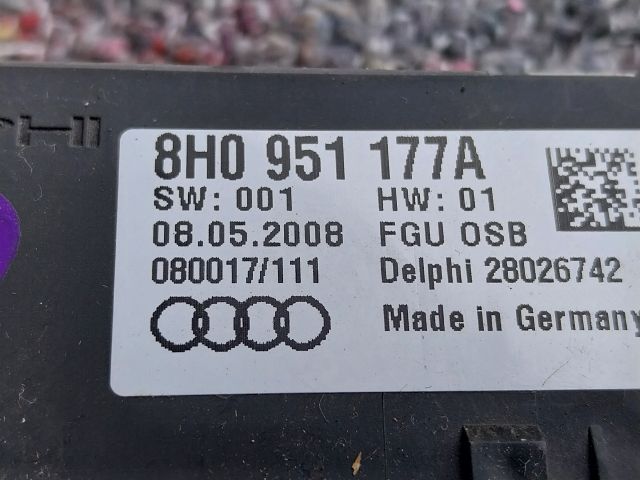 8H0 951 177A
SW: 001 HW: 01
08.05.2008 FGU OSB
080017/111 Delphi 28026742
Made in Germany